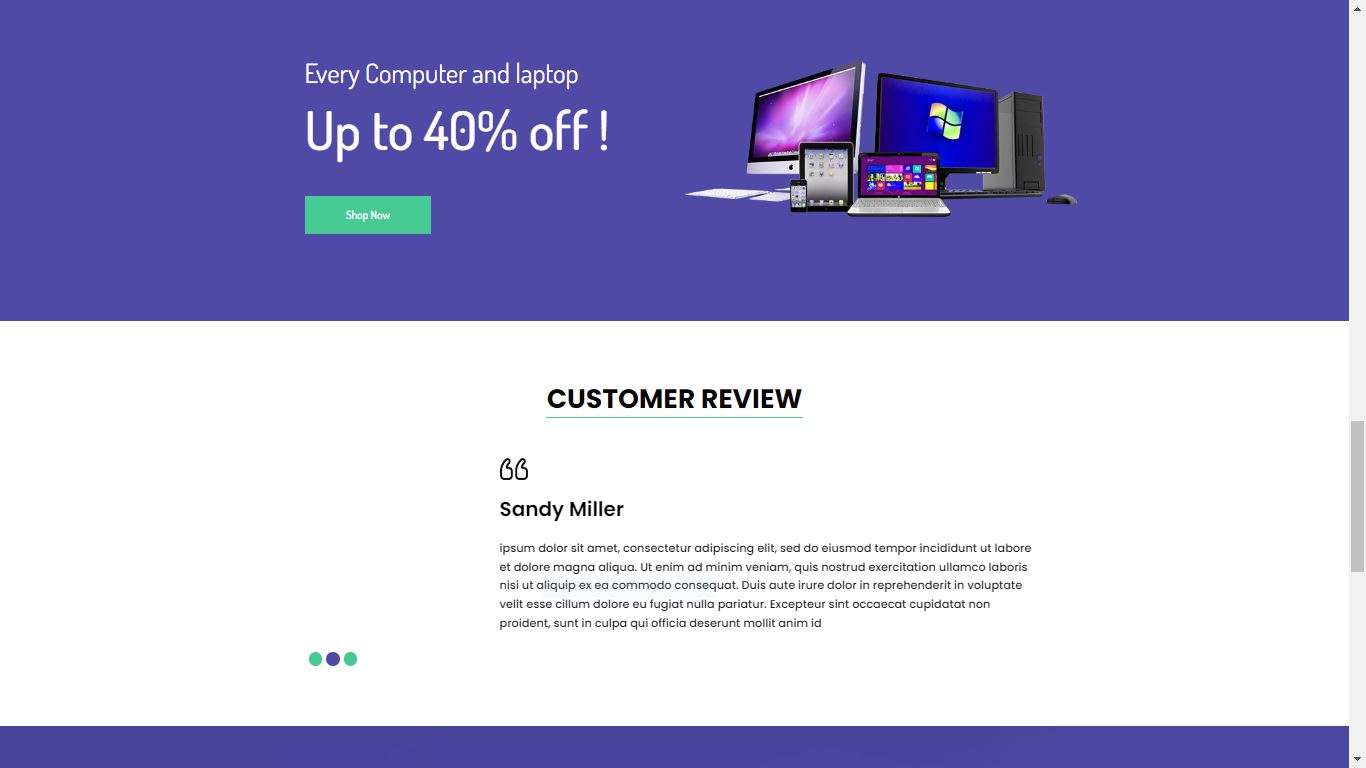 Every Computer and laptop
Up to 40% off !
Shop Now
CUSTOMER REVIEW
Sandy Miller
ipsum dolor sit amet, consectetur adipiscing elit, sed do eiusmod tempor incididunt ut labore
et dolore magna aliqua. Ut enim ad minim veniam, quis nostrud exercitation ullamco laboris
nisi ut aliquip ex ea commodo consequat. Duis aute irure dolor in reprehenderit in voluptate
velit esse cillum dolore eu fugiat nulla pariatur. Excepteur sint occaecat cupidatat non
proident, sunt in culpa qui officia deserunt mollit anim id